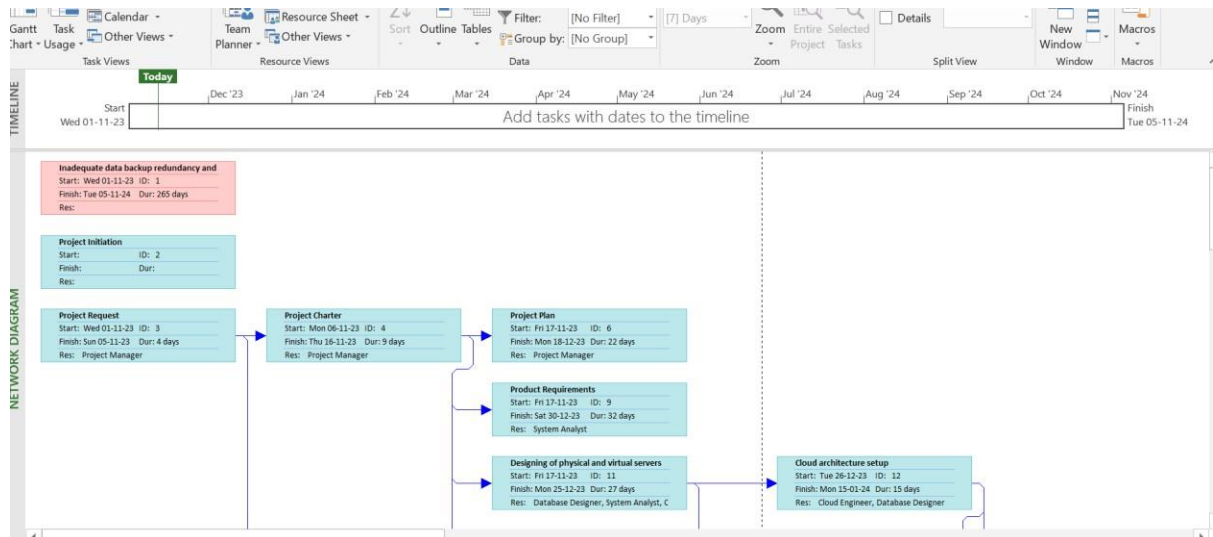 Calendar
Resource Sheet
Filter: [No Filter]
[7] Days
Details
Gantt Chart
Task Usage
Other Views
Team Planner
Other Views
Sort
Outline
Tables
Group by: [No Group]
Zoom
Entire Project
Selected Tasks
New Window
Macros
Task Views
Resource Views
Data
Zoom
Split View
Window
Macros
TIMELINE
Today
Dec '23 Jan '24 Feb '24 Mar '24 Apr '24 May '24 Jun '24 Jul '24 Aug '24 Sep '24 Oct '24 Nov '24
Start
Wed 01-11-23
Add tasks with dates to the timeline
Finish
Tue 05-11-24
NETWORK DIAGRAM
Inadequate data backup redundancy and
Start: Wed 01-11-23 ID: 1
Finish: Tue 05-11-24 Dur: 265 days
Res:
Project Initiation
Start: ID: 2
Finish: Dur:
Res:
Project Request
Start: Wed 01-11-23 ID: 3
Finish: Sun 05-11-23 Dur: 4 days
Res: Project Manager
Project Charter
Start: Mon 06-11-23 ID: 4
Finish: Thu 16-11-23 Dur: 9 days
Res: Project Manager
Project Plan
Start: Fri 17-11-23 ID: 6
Finish: Mon 18-12-23 Dur: 22 days
Res: Project Manager
Product Requirements
Start: Fri 17-11-23 ID: 9
Finish: Sat 30-12-23 Dur: 32 days
Res: System Analyst
Designing of physical and virtual servers
Start: Fri 17-11-23 ID: 11
Finish: Mon 25-12-23 Dur: 27 days
Res: Database Designer, System Analyst, C
Cloud architecture setup
Start: Tue 26-12-23 ID: 12
Finish: Mon 15-01-24 Dur: 15 days
Res: Cloud Engineer, Database Designer